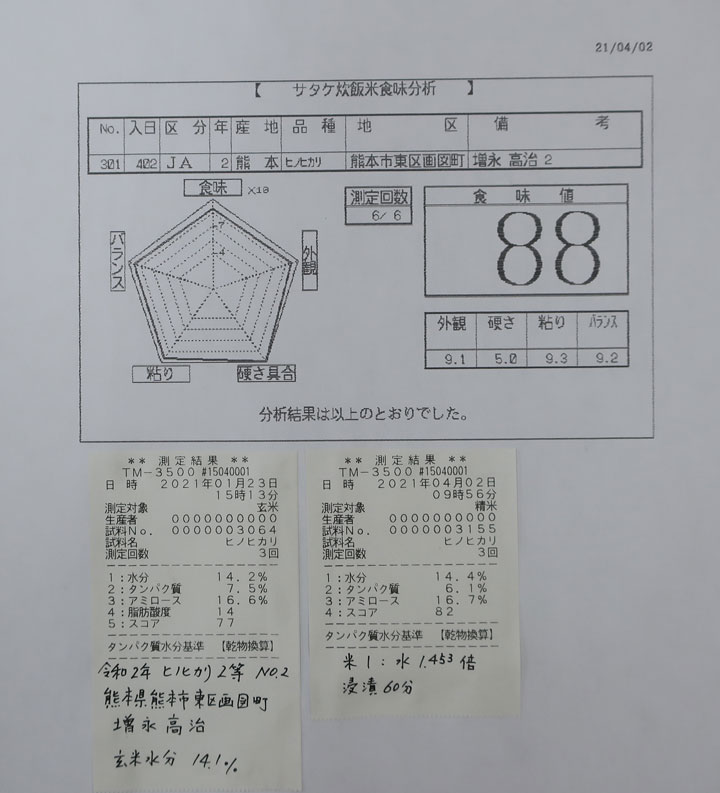 21/04/02
【 サタケ炊飯米食味分析 】
No. 入日 区分 年 産地 品種 地区 備考
301 402 JA 2 熊本 ヒノヒカリ 熊本市東区画図町 増永 高治 2
食味 X10
7
4
バランス
外観
粘り
硬さ具合
測定回数
6/ 6
食味値
88
外観 硬さ 粘り バランス
9.1 5.0 9.3 9.2
分析結果は以上のとおりでした。
** 測定結果 **
TM-3500 #15040001
日時 2021年01月23日
15時13分
測定対象 玄米
生産者 0000000000
試料No. 0000003064
試料名 ヒノヒカリ
測定回数 3回
1:水分 14.2%
2:タンパク質 7.5%
3:アミロース 16.6%
4:脂肪酸度 14
5:スコア 77
タンパク質水分基準 【乾物換算】
令和2年 ヒノヒカリ 2等 NO.2
熊本県熊本市東区画図町
増永 高治
玄米水分 14.1%
** 測定結果 **
TM-3500 #15040001
日時 2021年04月02日
09時56分
測定対象 精米
生産者 0000000000
試料No. 0000003155
試料名 ヒノヒカリ
測定回数 3回
1:水分 14.4%
2:タンパク質 6.1%
3:アミロース 16.7%
4:スコア 82
タンパク質水分基準 【乾物換算】
米1:水1.453倍
浸漬60分